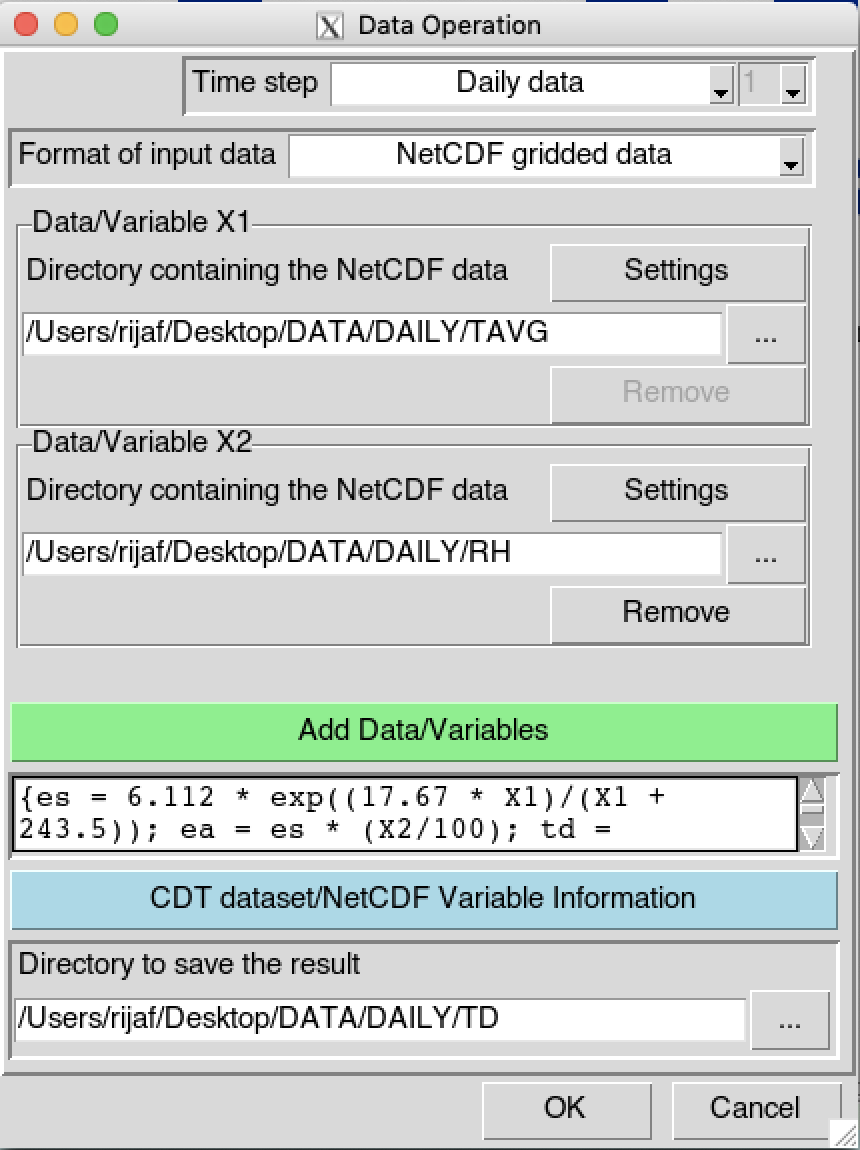 Data Operation
Time step Daily data 1
Format of input data NetCDF gridded data
Data/Variable X1
Directory containing the NetCDF data Settings
/Users/rijaf/Desktop/DATA/DAILY/TAVG ...
Remove
Data/Variable X2
Directory containing the NetCDF data Settings
/Users/rijaf/Desktop/DATA/DAILY/RH ...
Remove
Add Data/Variables
{es = 6.112 * exp((17.67 * X1)/(X1 +
243.5)); ea = es * (X2/100); td =
CDT dataset/NetCDF Variable Information
Directory to save the result
/Users/rijaf/Desktop/DATA/DAILY/TD ...
OK Cancel